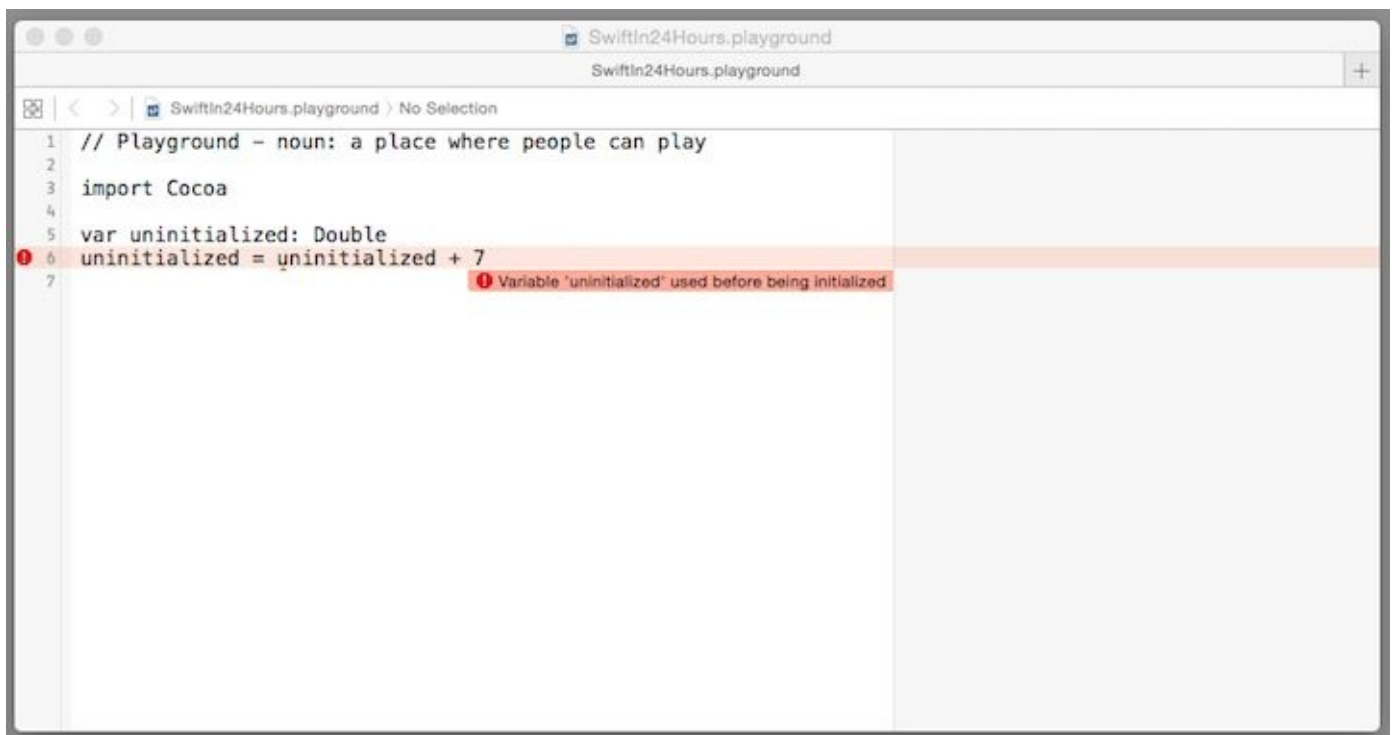 SwiftIn24Hours.playground
SwiftIn24Hours.playground
SwiftIn24Hours.playground 〉 No Selection
1 // Playground – noun: a place where people can play
2
3 import Cocoa
4
5 var uninitialized: Double
6 uninitialized = uninitialized + 7
7
Variable 'uninitialized' used before being initialized